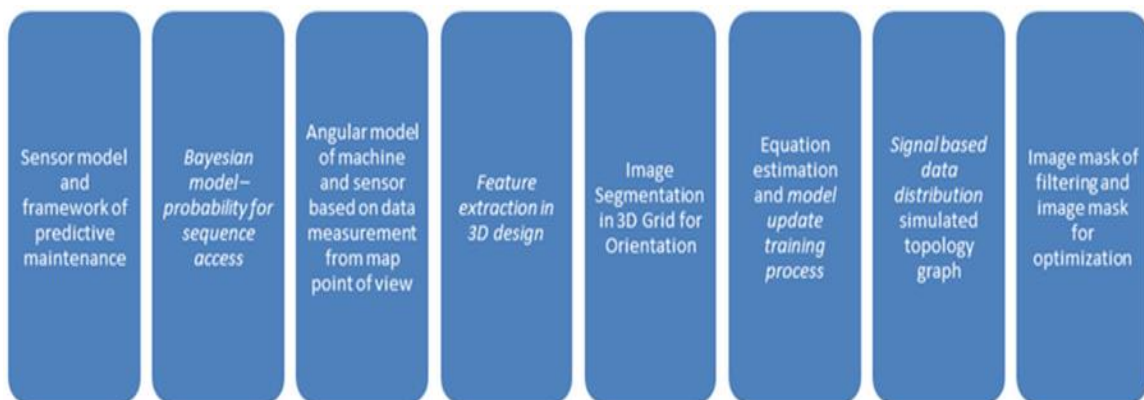 Sensor model
and
framework of
predictive
maintenance
Bayesian
model –
probability for
sequence
access
Angular model
of machine
and sensor
based on data
measurement
from map
point of view
Feature
extraction in
3D design
Image
Segmentation
in 3D Grid for
Orientation
Equation
estimation
and model
update
training
process
Signal based
data
distribution
simulated
topology
graph
Image mask of
filtering and
image mask
for
optimization